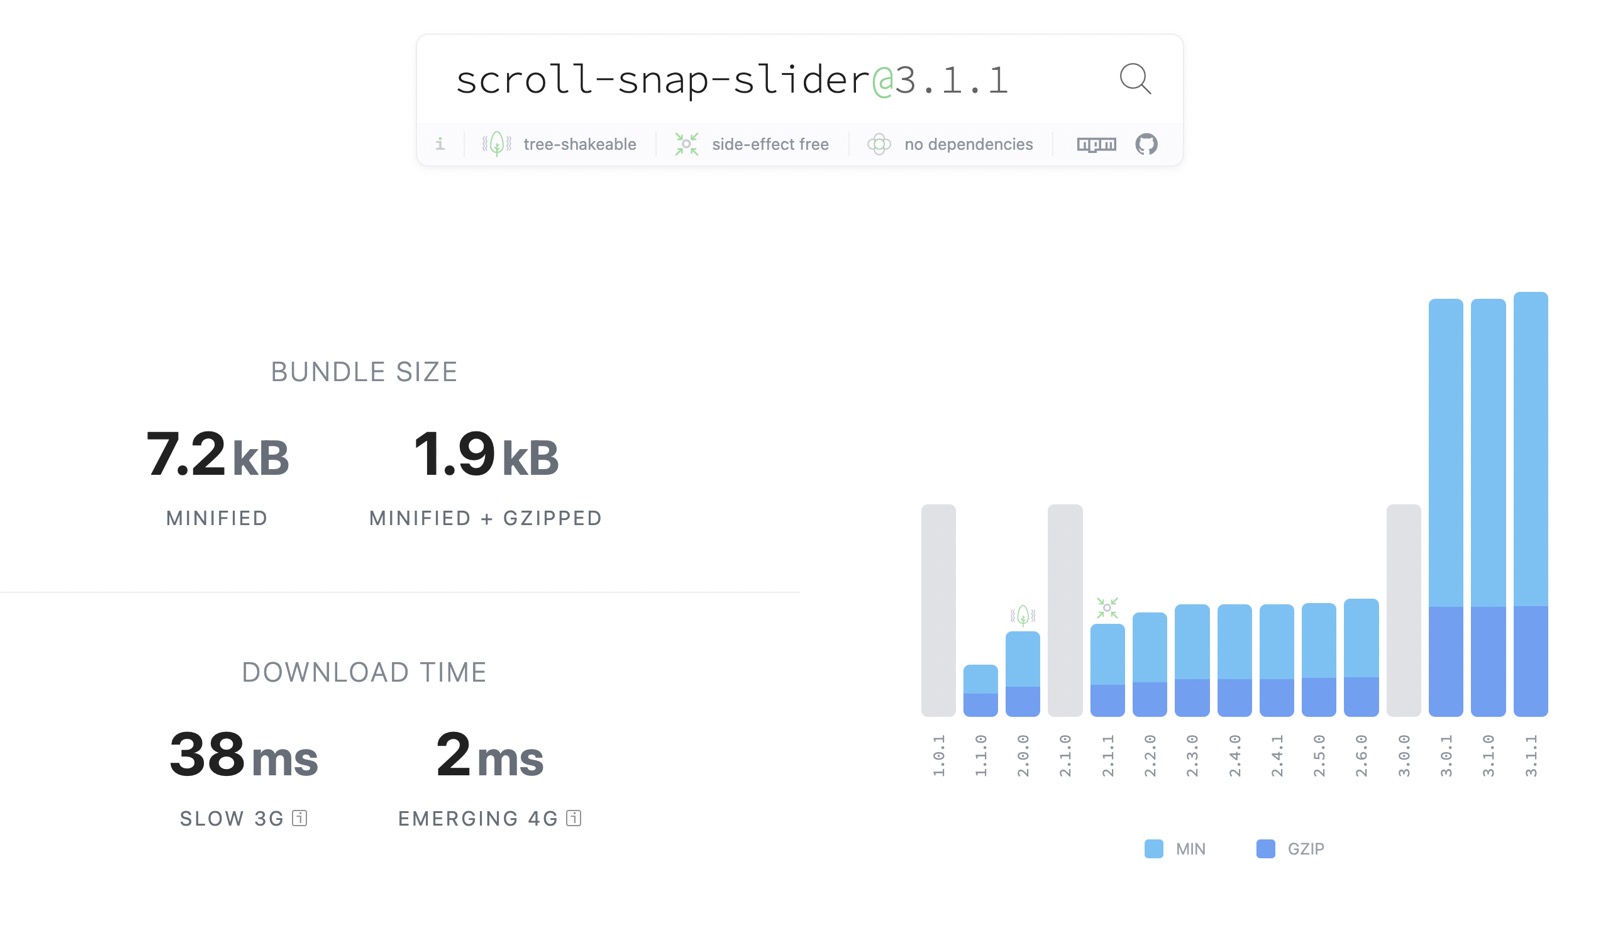 scroll-snap-slider@3.1.1
i tree-shakeable side-effect free no dependencies npm
BUNDLE SIZE
7.2 kB 1.9 kB
MINIFIED MINIFIED + GZIPPED
DOWNLOAD TIME
38 ms 2 ms
SLOW 3G i EMERGING 4G i
1.0.1 1.1.0 2.0.0 2.1.0 2.1.1 2.2.0 2.3.0 2.4.0 2.4.1 2.5.0 2.6.0 3.0.0 3.0.1 3.1.0 3.1.1
MIN GZIP